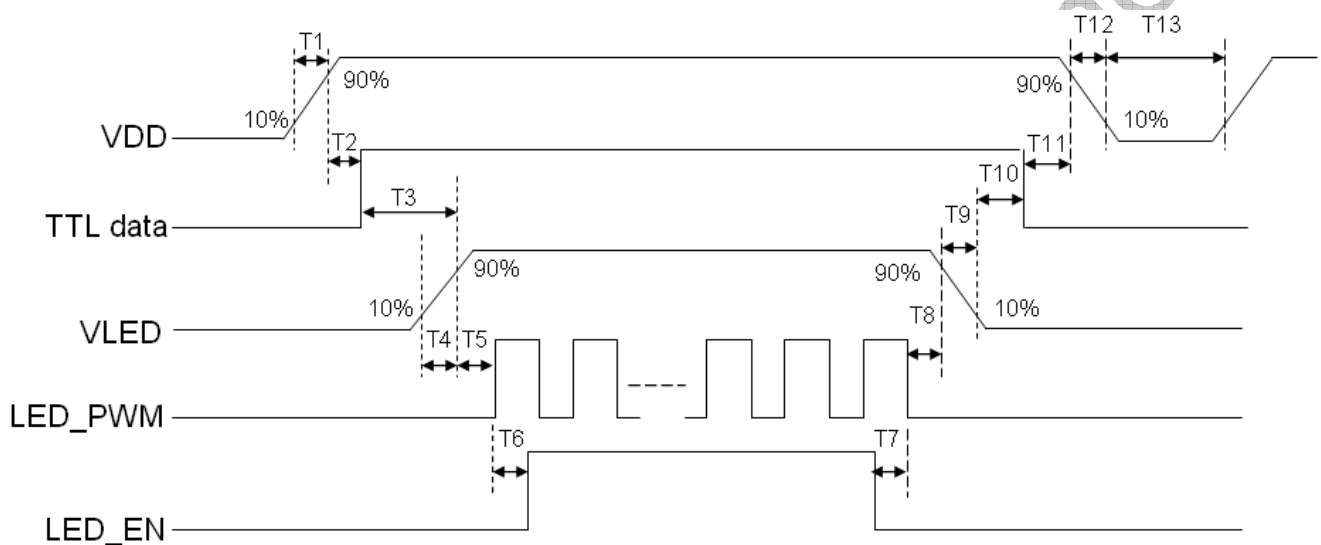 T1
T12 T13
90%
90%
10%
10%
VDD
T2
T11
T10
T3
T9
TTL data
90%
90%
10%
10%
VLED
T4 T5
T8
LED_PWM
T6
T7
LED_EN